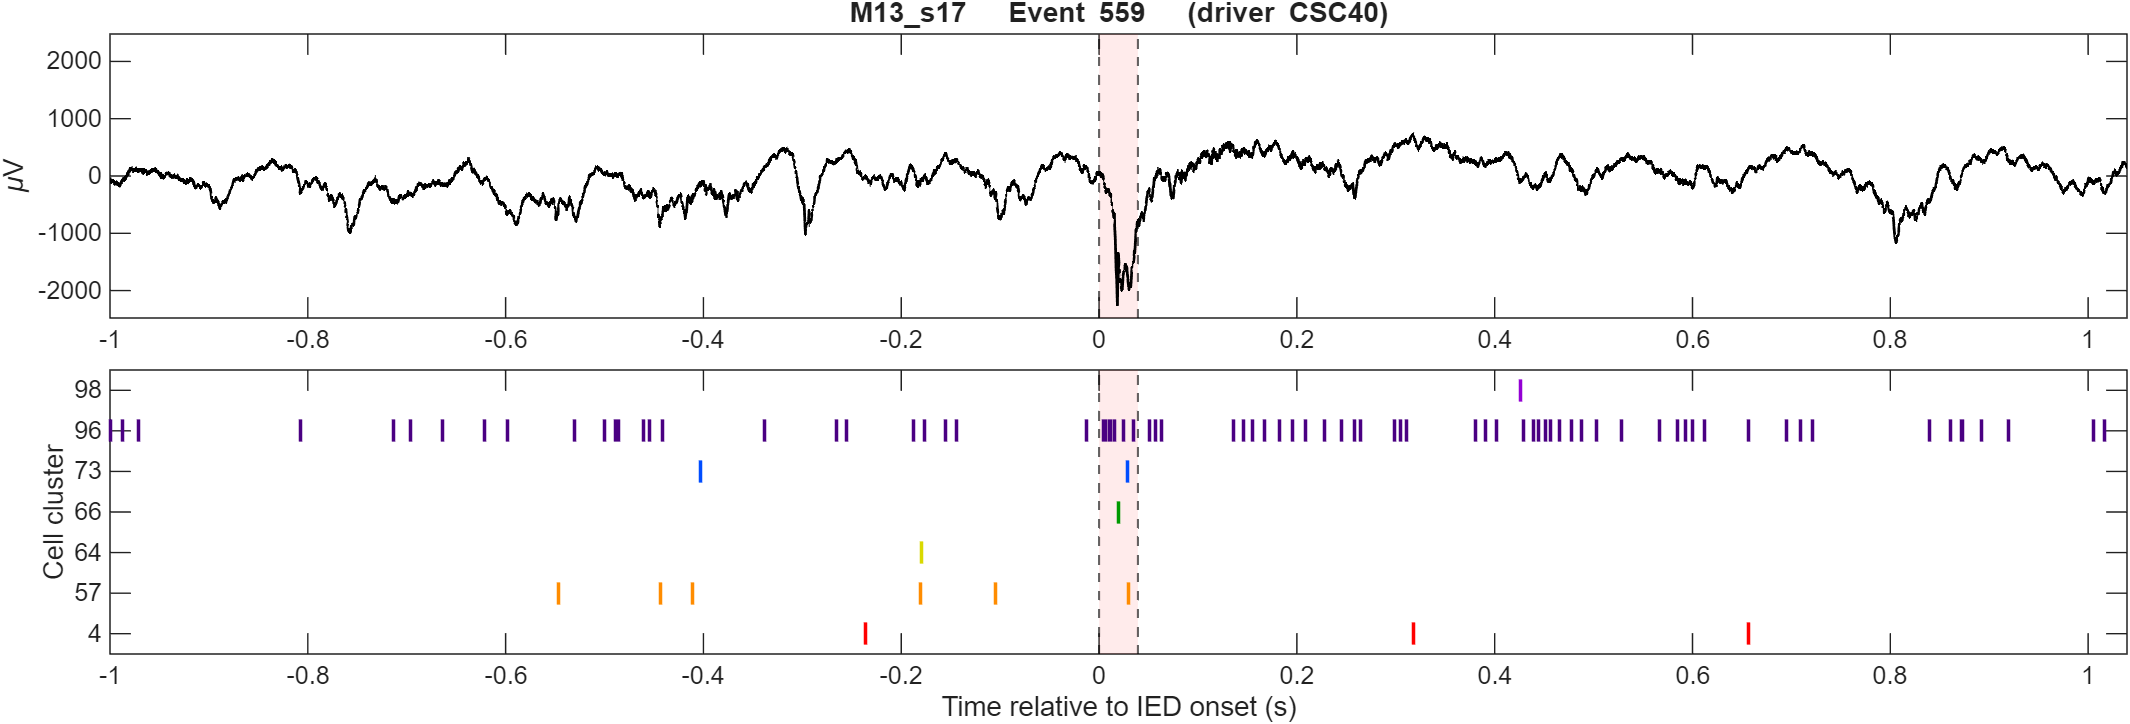 M13_s17 Event 559 (driver CSC40)
2000
1000
0
-1000
-2000
µV
-1 -0.8 -0.6 -0.4 -0.2 0 0.2 0.4 0.6 0.8 1
98
96
73
66
64
57
4
Cell cluster
-1 -0.8 -0.6 -0.4 -0.2 0 0.2 0.4 0.6 0.8 1
Time relative to IED onset (s)